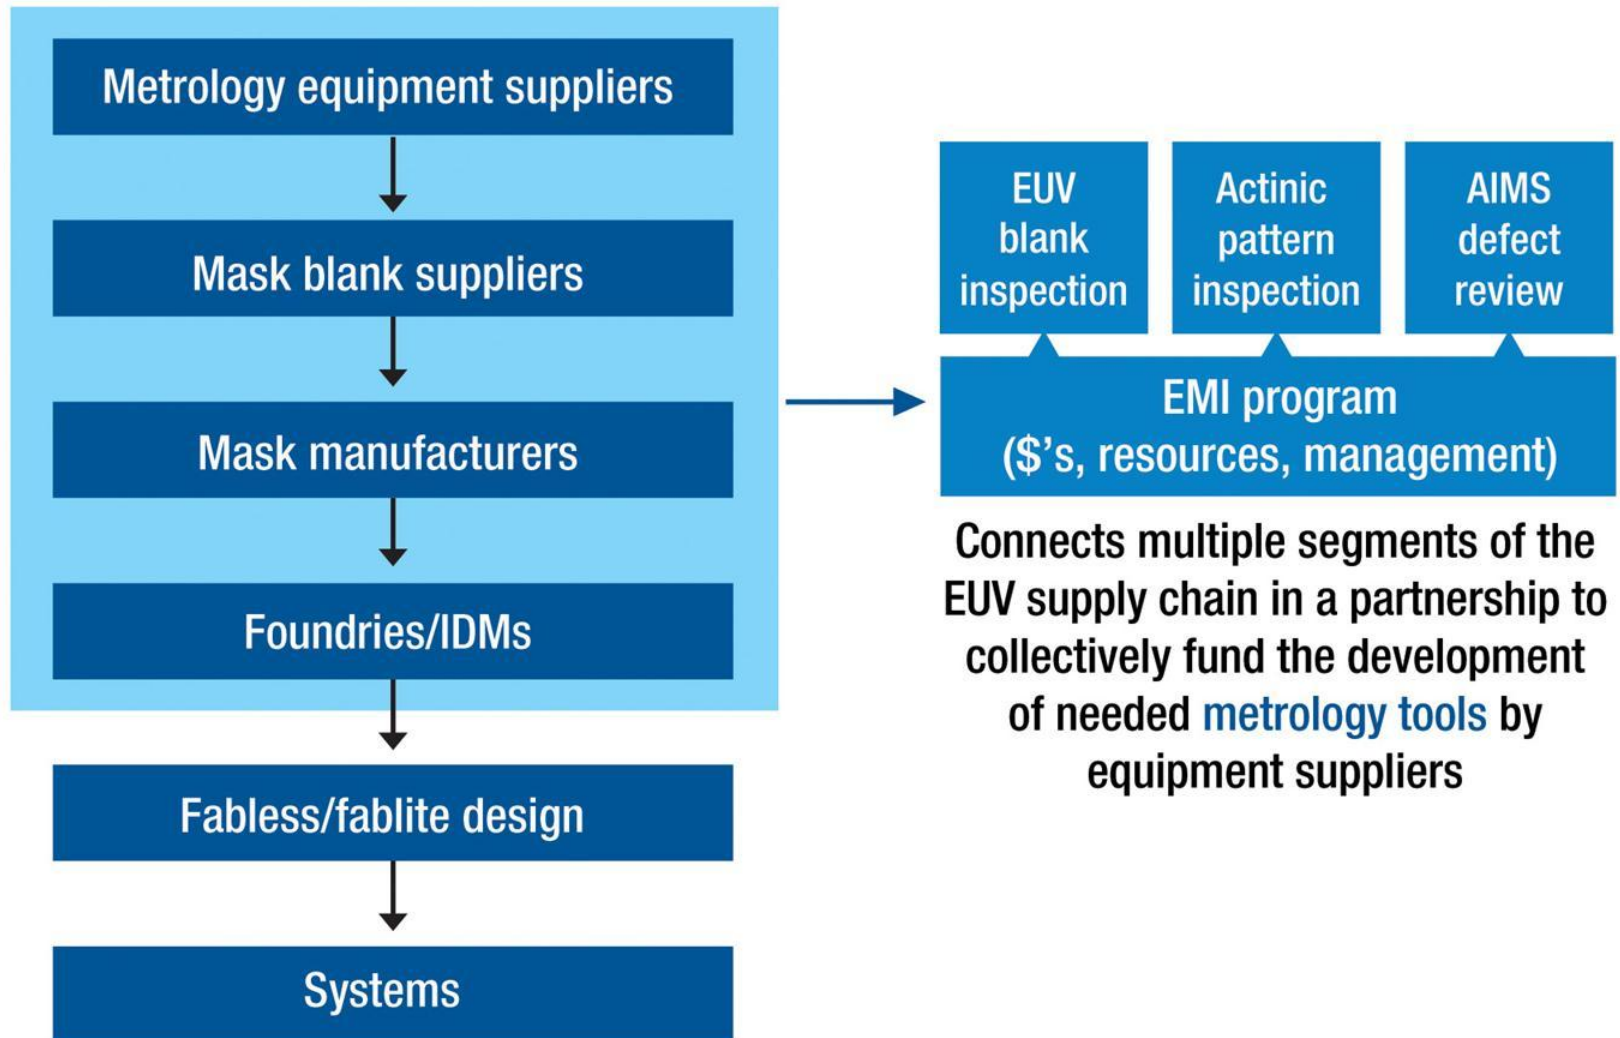 Metrology equipment suppliers
Mask blank suppliers
Mask manufacturers
Foundries/IDMs
Fabless/fablite design
Systems
EUV
blank
inspection
Actinic
pattern
inspection
AIMS
defect
review
EMI program
($'s, resources, management)
Connects multiple segments of the
EUV supply chain in a partnership to
collectively fund the development
of needed metrology tools by
equipment suppliers